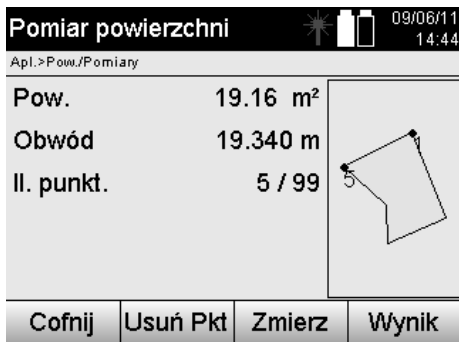 Pomiar powierzchni
09/06/11
14:44
Apl.>Pow./Pomiary
Pow. 19.16 m²
Obwód 19.340 m
Il. punkt. 5 / 99
1
5
Cofnij Usuń Pkt Zmierz Wynik